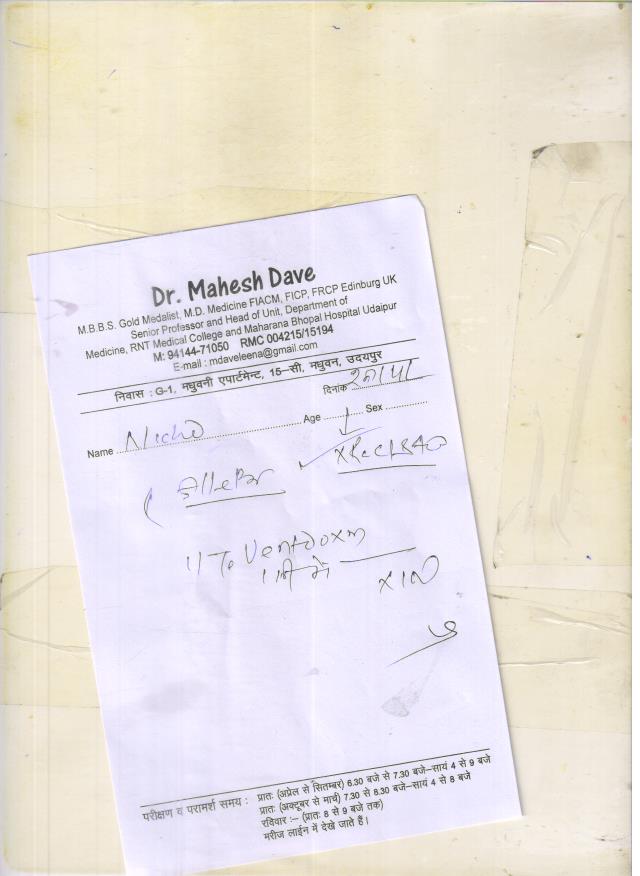 Dr. Mahesh Dave
M.B.B.S. Gold Medalist, M.D. Medicine FIACM, FICP, FRCP Edinburg UK
Senior Professor and Head of Unit, Department of
Medicine, RNT Medical College and Maharana Bhopal Hospital Udaipur
M: 94144-71050 RMC 004215/15194
E-mail : mdaveleena@gmail.com
निवास : G-1, मधुवनी एपार्टमेन्ट, 15-सी, मधुवन, उदयपुर
दिनांक
Name Age Sex
X10
परीक्षण व परामर्श समय : प्रातः (अप्रेल से सितम्बर) 6.30 बजे से 7.30 बजे-सायं 4 से 9 बजे
प्रातः (अक्टूबर से मार्च) 7.30 से 8.30 बजे-सायं 4 से 8 बजे
रविवार :- (प्रातः 8 से 9 बजे तक)
मरीज लाईन में देखे जाते हैं।